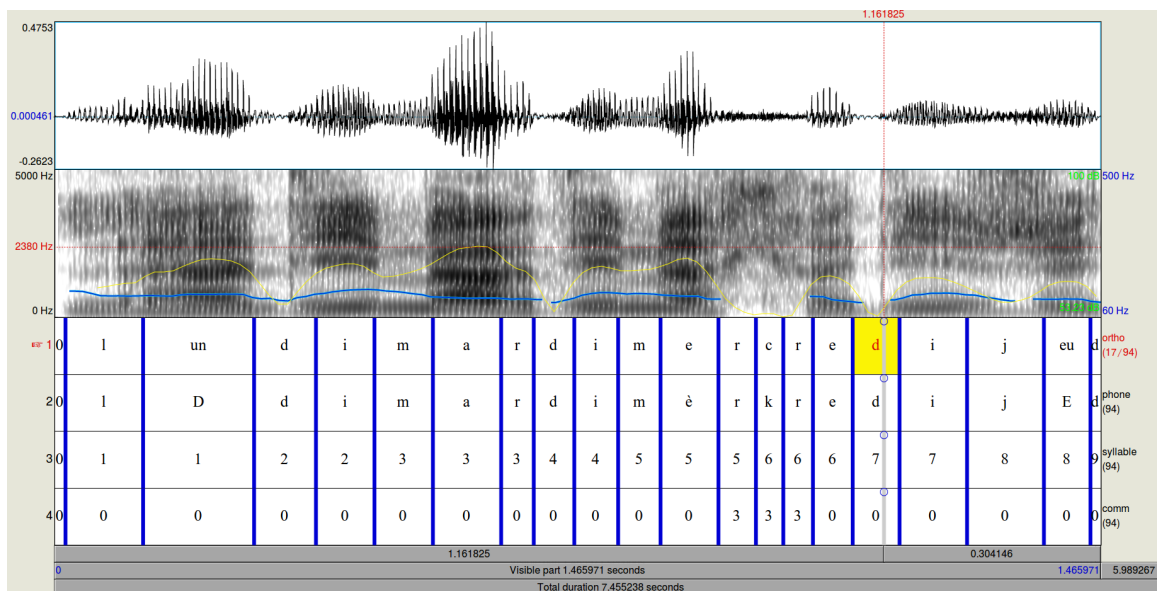 1.161825
0.4753
0.000461
-0.2623
5000 Hz 500 Hz
2380 Hz
0 Hz 60 Hz
1 0 l un d i m a r d i m e r c r e d i j eu d ortho (17/94)
2 0 l D d i m a r d i m è r k r e d i j E d phone (94)
3 0 1 1 2 2 3 3 3 4 4 5 5 5 6 6 6 7 7 8 8 9 syllable (94)
4 0 0 0 0 0 0 0 0 0 0 0 0 3 3 3 0 0 0 0 0 0 comm (94)
1.161825 0.304146
0 Visible part 1.465971 seconds 1.465971 5.989267
Total duration 7.455238 seconds